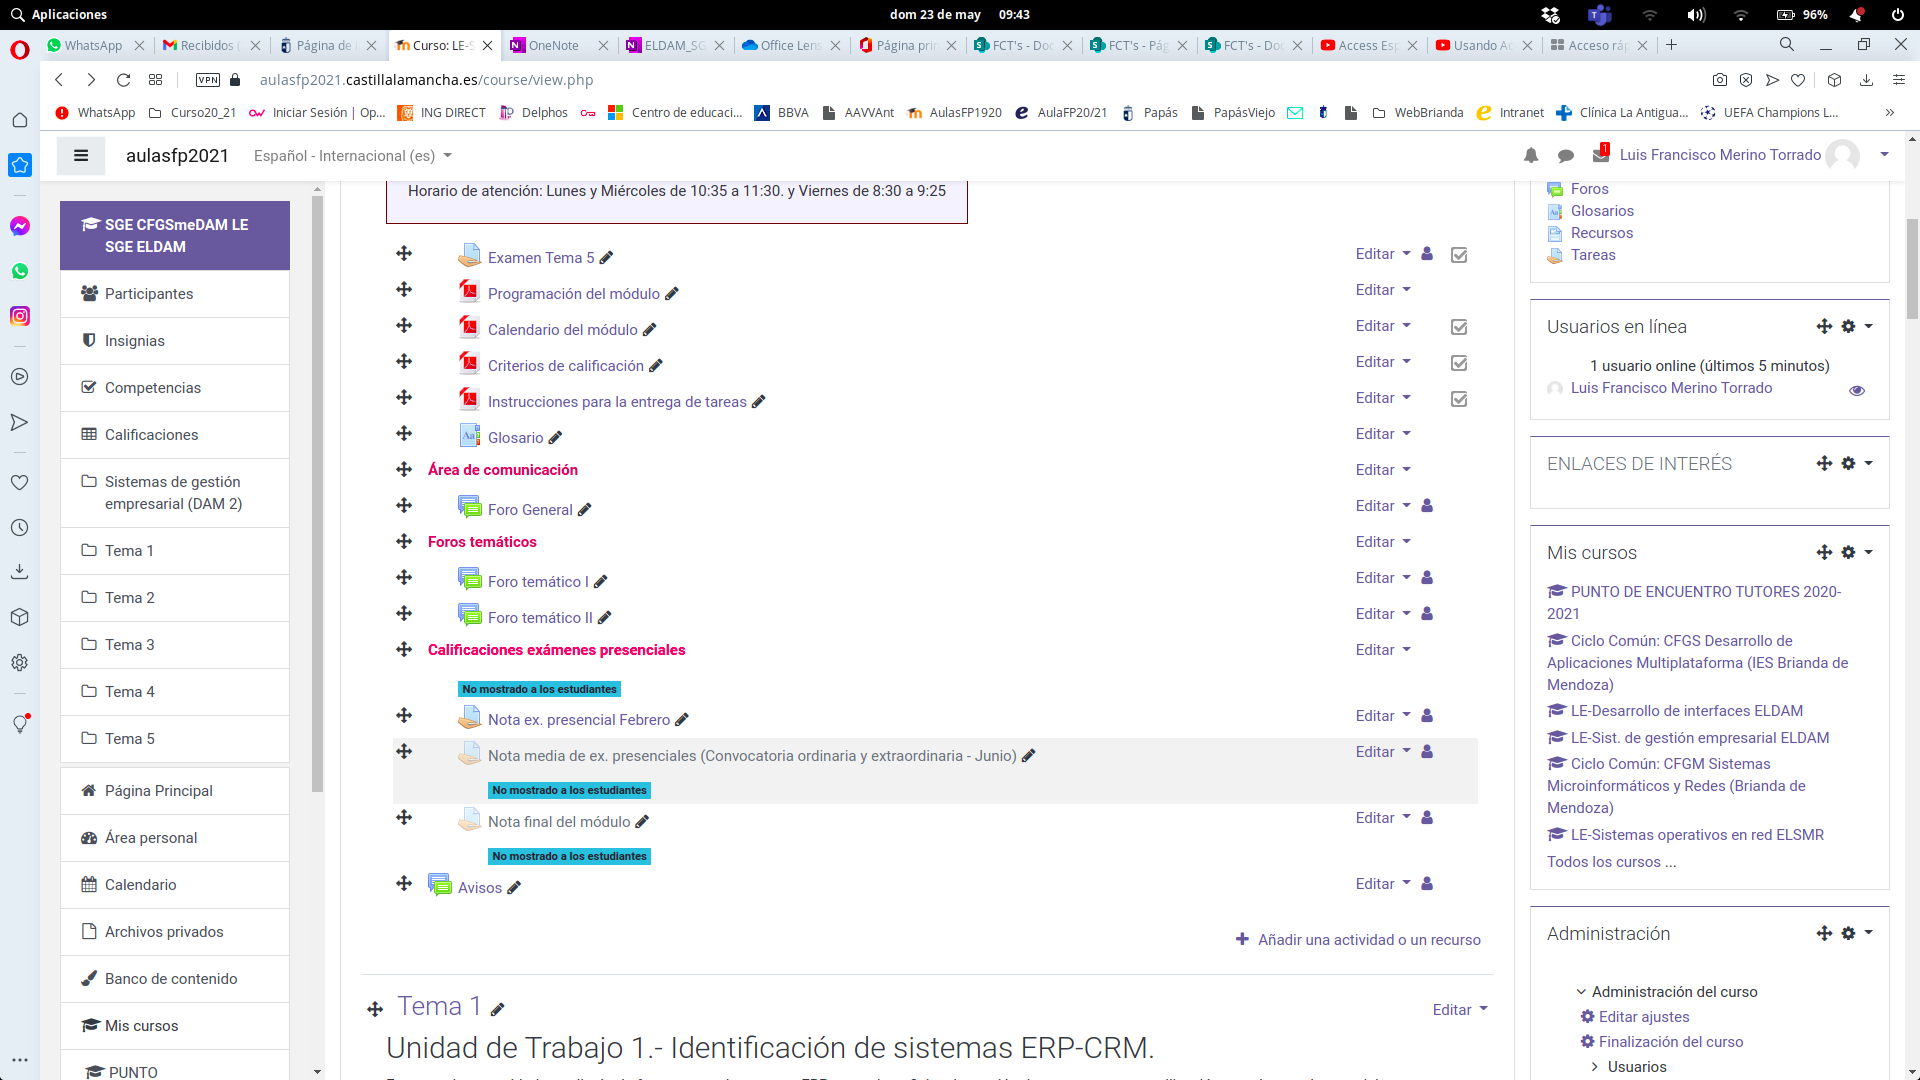 Aplicaciones
dom 23 de may 09:43
96%
WhatsApp
Recibidos (
Página de
Curso: LE-S
OneNote
ELDAM_SG
Office Lens
Página prin
FCT's - Doc
FCT's - Pág
FCT's - Doc
Access Esp
Usando Ac
Acceso ráp
VPN
aulasfp2021.castillalamancha.es/course/view.php
WhatsApp
Curso20_21
Iniciar Sesión | Op...
ING DIRECT
Delphos
Centro de educaci...
BBVA
AAVVAnt
AulasFP1920
AulaFP20/21
Papás
PapásViejo
WebBrianda
Intranet
Clínica La Antigua...
UEFA Champions L...
»
aulasfp2021
Español - Internacional (es)
1
Luis Francisco Merino Torrado
SGE CFGSmeDAM LE
SGE ELDAM
Participantes
Insignias
Competencias
Calificaciones
Sistemas de gestión
empresarial (DAM 2)
Tema 1
Tema 2
Tema 3
Tema 4
Tema 5
Página Principal
Área personal
Calendario
Archivos privados
Banco de contenido
Mis cursos
PUNTO
Horario de atención: Lunes y Miércoles de 10:35 a 11:30. y Viernes de 8:30 a 9:25
Examen Tema 5 Editar
Programación del módulo Editar
Calendario del módulo Editar
Criterios de calificación Editar
Instrucciones para la entrega de tareas Editar
Glosario Editar
Área de comunicación Editar
Foro General Editar
Foros temáticos Editar
Foro temático I Editar
Foro temático II Editar
Calificaciones exámenes presenciales Editar
No mostrado a los estudiantes
Nota ex. presencial Febrero Editar
Nota media de ex. presenciales (Convocatoria ordinaria y extraordinaria - Junio) Editar
No mostrado a los estudiantes
Nota final del módulo Editar
No mostrado a los estudiantes
Avisos Editar
Añadir una actividad o un recurso
Tema 1 Editar
Unidad de Trabajo 1.- Identificación de sistemas ERP-CRM.
Foros
Glosarios
Recursos
Tareas
Usuarios en línea
1 usuario online (últimos 5 minutos)
Luis Francisco Merino Torrado
ENLACES DE INTERÉS
Mis cursos
PUNTO DE ENCUENTRO TUTORES 2020-
2021
Ciclo Común: CFGS Desarrollo de
Aplicaciones Multiplataforma (IES Brianda de
Mendoza)
LE-Desarrollo de interfaces ELDAM
LE-Sist. de gestión empresarial ELDAM
Ciclo Común: CFGM Sistemas
Microinformáticos y Redes (Brianda de
Mendoza)
LE-Sistemas operativos en red ELSMR
Todos los cursos ...
Administración
Administración del curso
Editar ajustes
Finalización del curso
Usuarios